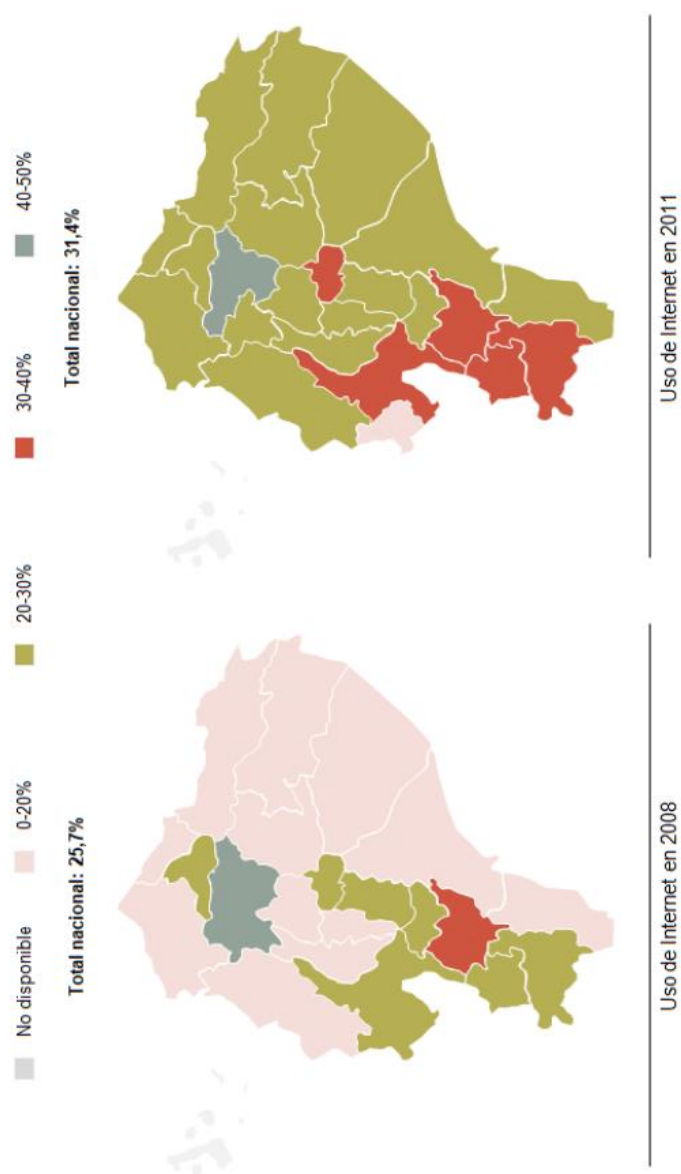 No disponible
0-20%
20-30%
30-40%
40-50%
Total nacional: 25,7%
Total nacional: 31,4%
Uso de Internet en 2008
Uso de Internet en 2011